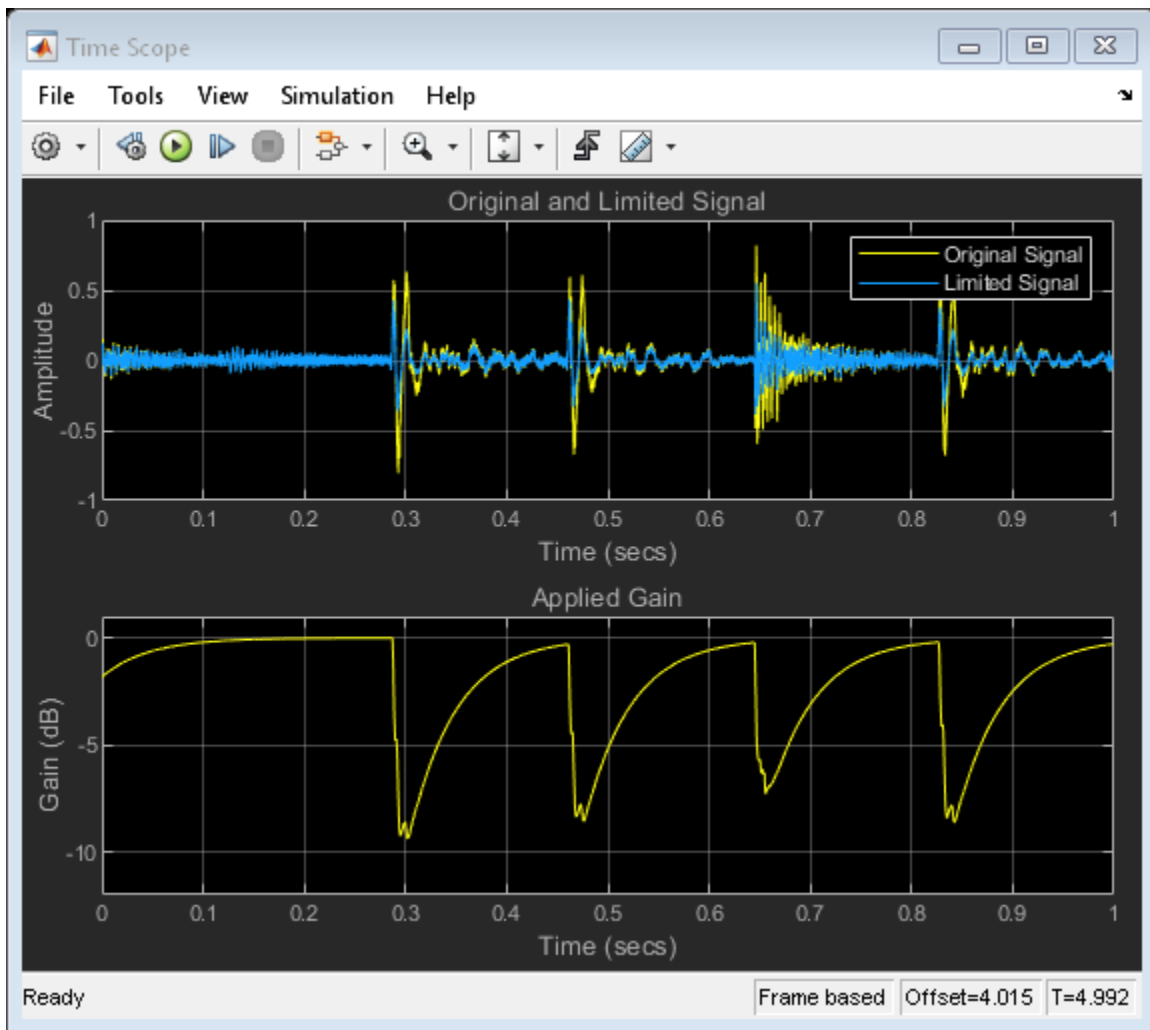 Time Scope
File Tools View Simulation Help
Original and Limited Signal
Original Signal
Limited Signal
Amplitude
1
0.5
0
-0.5
-1
0 0.1 0.2 0.3 0.4 0.5 0.6 0.7 0.8 0.9 1
Time (secs)
Applied Gain
Gain (dB)
0
-5
-10
0 0.1 0.2 0.3 0.4 0.5 0.6 0.7 0.8 0.9 1
Time (secs)
Ready Frame based Offset=4.015 T=4.992